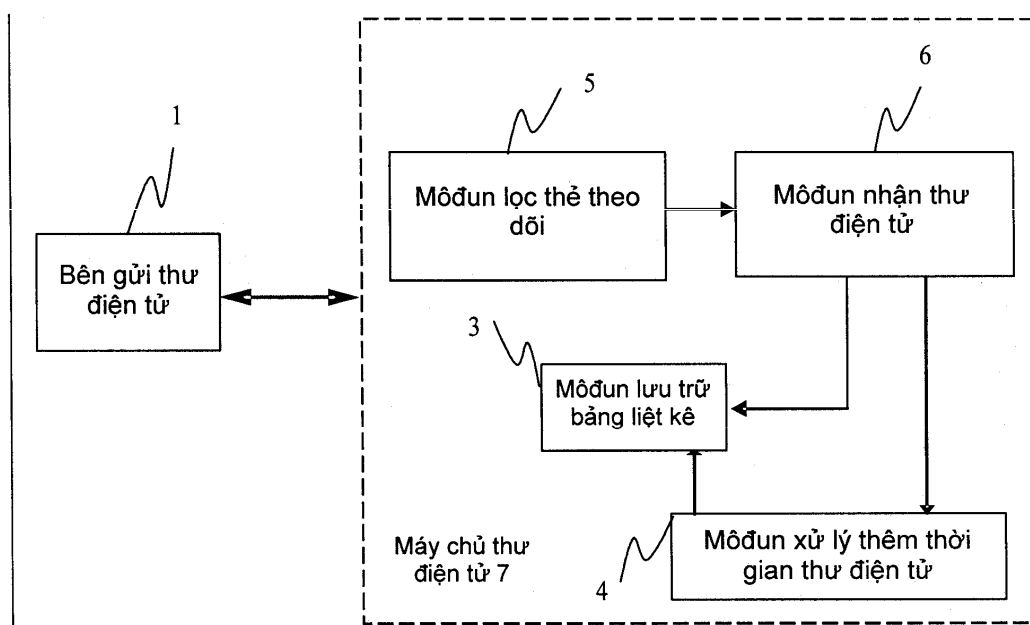 1
5
6
Môđun lọc thẻ theo
dõi
Môđun nhận thư
điện tử
Bên gửi thư
điện tử
3
Môđun lưu trữ
bảng liệt kê
Máy chủ thư
điện tử 7
4
Môđun xử lý thêm thời
gian thư điện tử